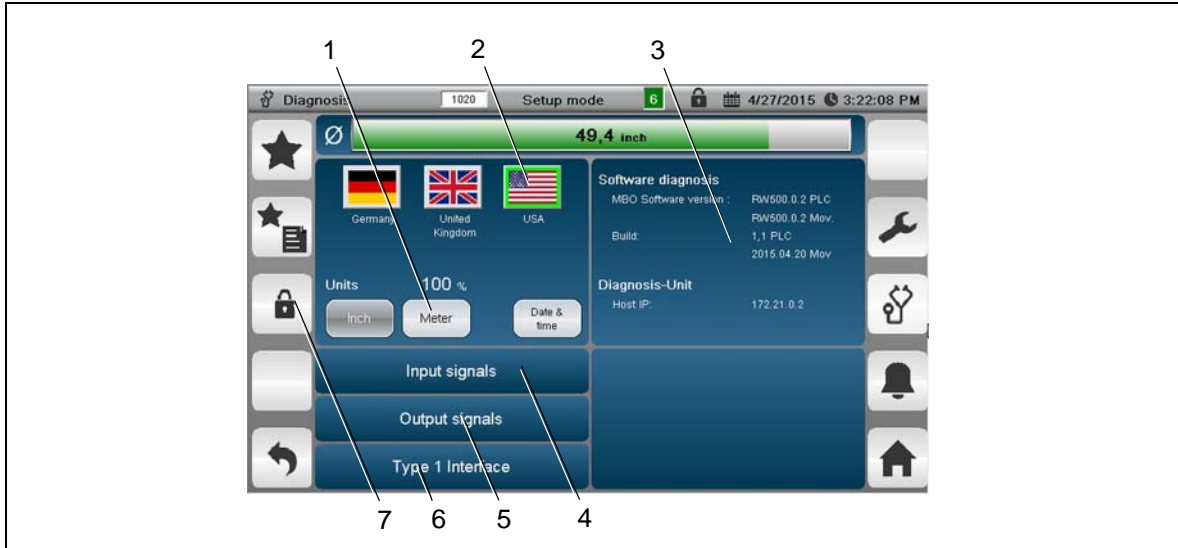 1 2 3
Diagnosis 1020 Setup mode 6 4/27/2015 3:22:08 PM
Ø 49,4 inch
Germany United Kingdom USA
Units 100 %
Inch Meter Date & time
Software diagnosis
MBO Software version : RW500.0.2 PLC
RW500.0.2 Mov.
Build: 1,1 PLC
2015.04.20 Mov
Diagnosis-Unit
Host IP: 172.21.0.2
Input signals
Output signals
Type 1 Interface
7 6 5 4